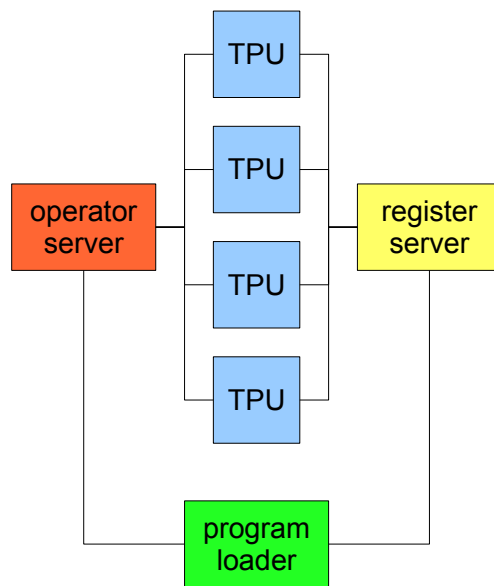 TPU
TPU
operator
server
register
server
TPU
TPU
program
loader